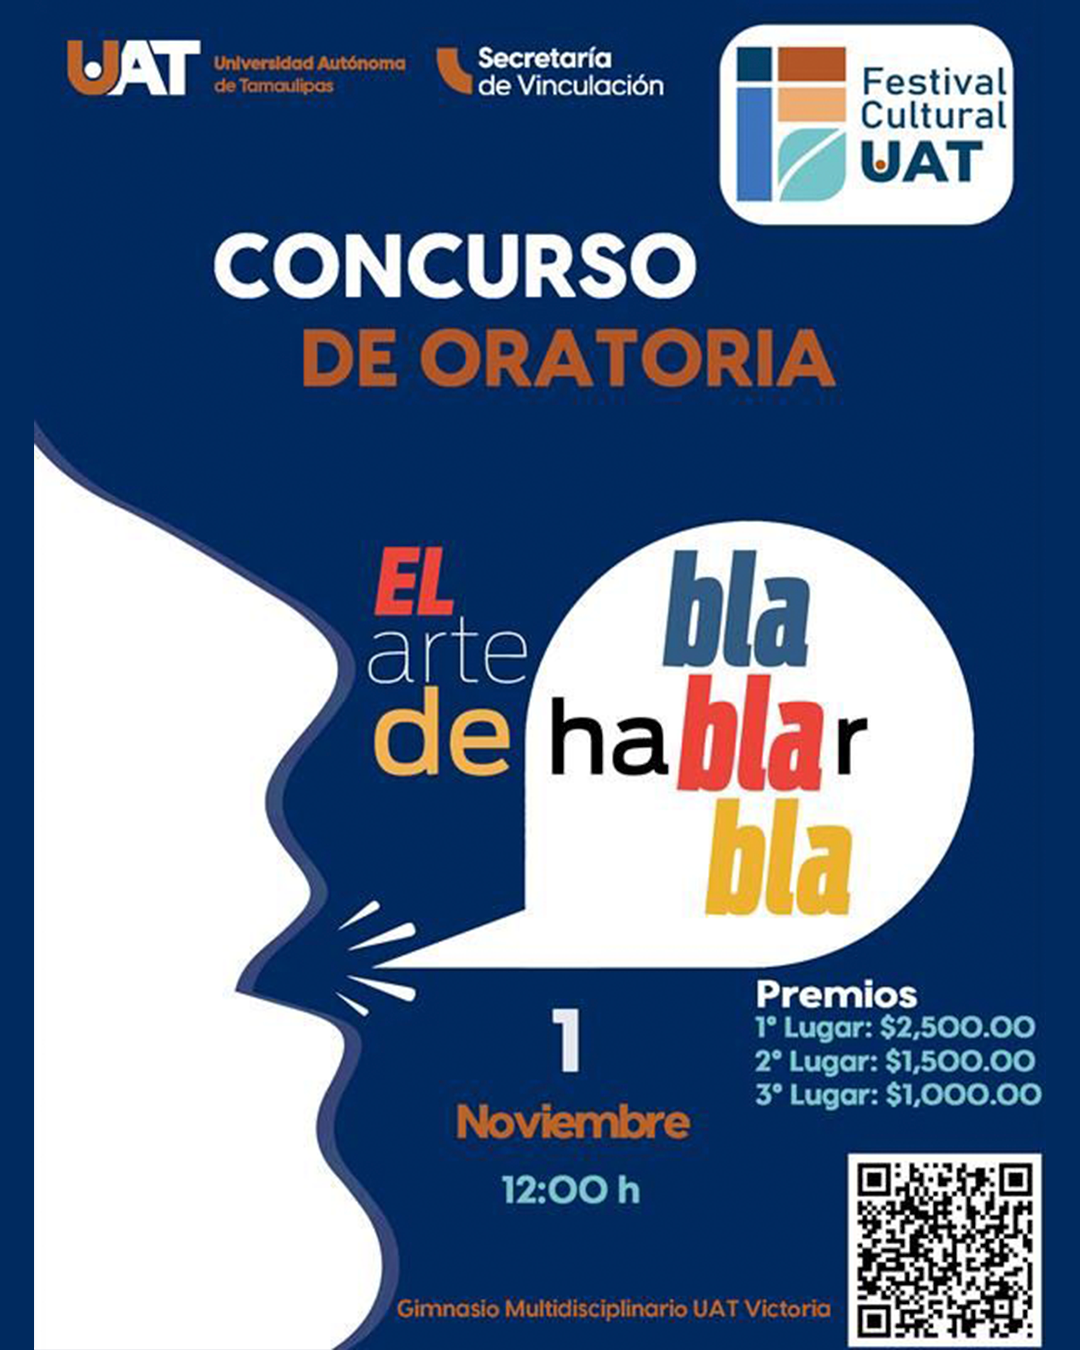 UAT
Universidad Autónoma
de Tamaulipas
Secretaría
de Vinculación
Festival
Cultural
UAT
CONCURSO
DE ORATORIA
EL
arte
de
bla
hablar
bla
Premios
1° Lugar: $2,500.00
2° Lugar: $1,500.00
3° Lugar: $1,000.00
1
Noviembre
12:00 h
Gimnasio Multidisciplinario UAT Victoria